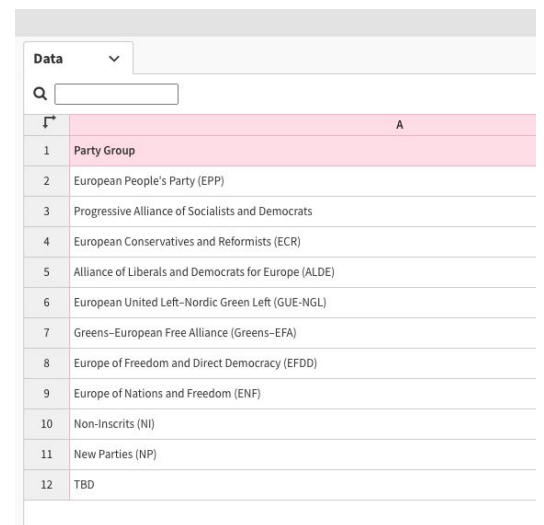 Data
A
1 Party Group
2 European People's Party (EPP)
3 Progressive Alliance of Socialists and Democrats
4 European Conservatives and Reformists (ECR)
5 Alliance of Liberals and Democrats for Europe (ALDE)
6 European United Left–Nordic Green Left (GUE-NGL)
7 Greens–European Free Alliance (Greens–EFA)
8 Europe of Freedom and Direct Democracy (EFDD)
9 Europe of Nations and Freedom (ENF)
10 Non-Inscrits (NI)
11 New Parties (NP)
12 TBD